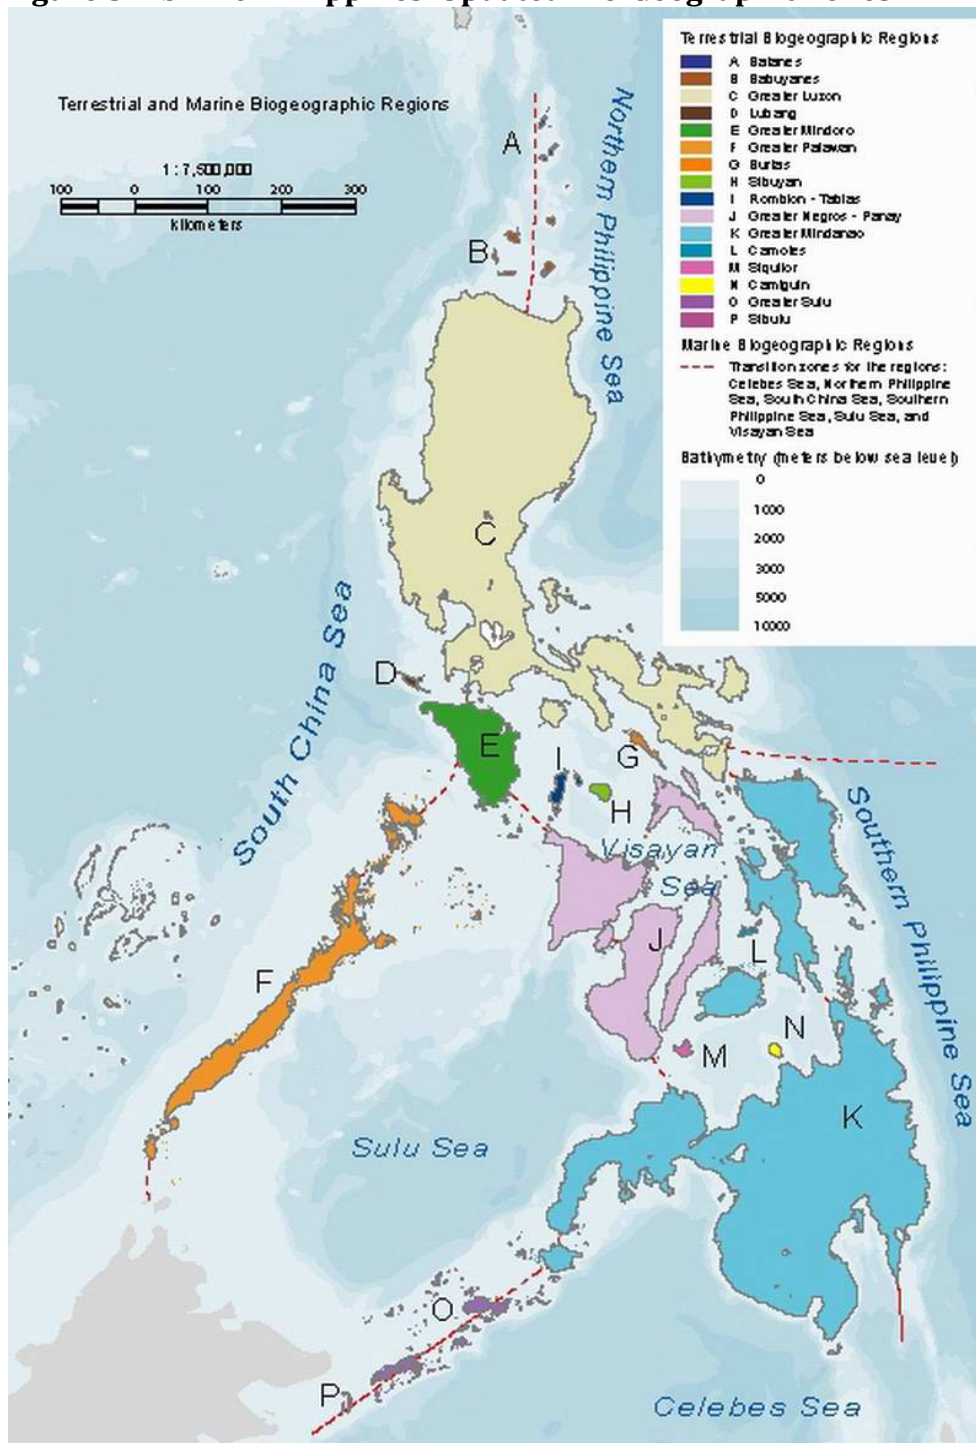 Terrestrial and Marine Biogeographic Regions
1 : 7,500,000
100 0 100 200 300
kilometers
Terrestrial Biogeographic Regions
A Batanes
B Babuyanes
C Greater Luzon
D Lubang
E Greater Mindoro
F Greater Palawan
G Burias
H Sibuyan
I Romblon - Tablas
J Greater Negros - Panay
K Greater Mindanao
L Camotes
M Siquijor
N Camiguin
O Greater Sulu
P Sibutu
Marine Biogeographic Regions
Transition zones for the regions:
Celebes Sea, Northern Philippine
Sea, South China Sea, Southern
Philippine Sea, Sulu Sea, and
Visayan Sea
Bathymetry (meters below sea level)
0
1000
2000
3000
5000
10000
Northern Philippine Sea
A
B
C
South China Sea
D
E
I
G
H
Visayan
Sea
Southern Philippine Sea
J
L
F
M
N
K
Sulu Sea
O
P
Celebes Sea